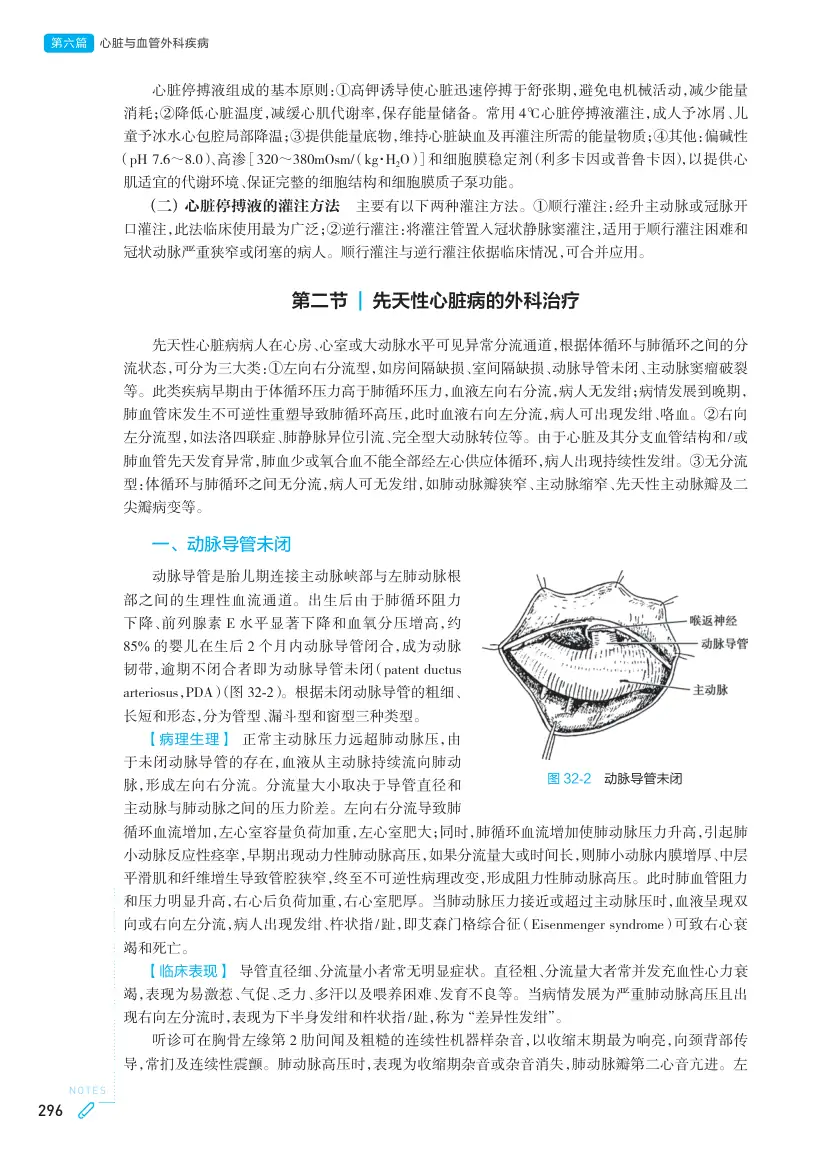 第六篇 心脏与血管外科疾病
心脏停搏液组成的基本原则：①高钾诱导使心脏迅速停搏于舒张期，避免电机械活动，减少能量
消耗；②降低心脏温度，减缓心肌代谢率，保存能量储备。常用 4℃心脏停搏液灌注，成人予冰屑、儿
童予冰水心包腔局部降温；③提供能量底物，维持心脏缺血及再灌注所需的能量物质；④其他：偏碱性
（pH 7.6～8.0）、高渗［320～380mOsm/（kg·H₂O）］和细胞膜稳定剂（利多卡因或普鲁卡因），以提供心
肌适宜的代谢环境、保证完整的细胞结构和细胞膜质子泵功能。
（二）心脏停搏液的灌注方法 主要有以下两种灌注方法。①顺行灌注：经升主动脉或冠脉开
口灌注，此法临床使用最为广泛；②逆行灌注：将灌注管置入冠状静脉窦灌注，适用于顺行灌注困难和
冠状动脉严重狭窄或闭塞的病人。顺行灌注与逆行灌注依据临床情况，可合并应用。
第二节 | 先天性心脏病的外科治疗
先天性心脏病病人在心房、心室或大动脉水平可见异常分流通道，根据体循环与肺循环之间的分
流状态，可分为三大类：①左向右分流型，如房间隔缺损、室间隔缺损、动脉导管未闭、主动脉窦瘤破裂
等。此类疾病早期由于体循环压力高于肺循环压力，血液左向右分流，病人无发绀；病情发展到晚期，
肺血管床发生不可逆性重塑导致肺循环高压，此时血液右向左分流，病人可出现发绀、咯血。②右向
左分流型，如法洛四联症、肺静脉异位引流、完全型大动脉转位等。由于心脏及其分支血管结构和/或
肺血管先天发育异常，肺血少或氧合血不能全部经左心供应体循环，病人出现持续性发绀。③无分流
型：体循环与肺循环之间无分流，病人可无发绀，如肺动脉瓣狭窄、主动脉缩窄、先天性主动脉瓣及二
尖瓣病变等。
一、动脉导管未闭
动脉导管是胎儿期连接主动脉峡部与左肺动脉根
部之间的生理性血流通道。出生后由于肺循环阻力
下降、前列腺素 E 水平显著下降和血氧分压增高，约
85% 的婴儿在生后 2 个月内动脉导管闭合，成为动脉
韧带，逾期不闭合者即为动脉导管未闭（patent ductus
arteriosus，PDA）（图 32-2）。根据未闭动脉导管的粗细、
长短和形态，分为管型、漏斗型和窗型三种类型。
【病理生理】 正常主动脉压力远超肺动脉压，由
于未闭动脉导管的存在，血液从主动脉持续流向肺动
脉，形成左向右分流。分流量大小取决于导管直径和
主动脉与肺动脉之间的压力阶差。左向右分流导致肺
喉返神经
动脉导管
主动脉
图 32-2 动脉导管未闭
循环血流增加，左心室容量负荷加重，左心室肥大；同时，肺循环血流增加使肺动脉压力升高，引起肺
小动脉反应性痉挛，早期出现动力性肺动脉高压，如果分流量大或时间长，则肺小动脉内膜增厚、中层
平滑肌和纤维增生导致管腔狭窄，终至不可逆性病理改变，形成阻力性肺动脉高压。此时肺血管阻力
和压力明显升高，右心后负荷加重，右心室肥厚。当肺动脉压力接近或超过主动脉压时，血液呈现双
向或右向左分流，病人出现发绀、杵状指/趾，即艾森门格综合征（Eisenmenger syndrome）可致右心衰
竭和死亡。
【临床表现】 导管直径细、分流量小者常无明显症状。直径粗、分流量大者常并发充血性心力衰
竭，表现为易激惹、气促、乏力、多汗以及喂养困难、发育不良等。当病情发展为严重肺动脉高压且出
现右向左分流时，表现为下半身发绀和杵状指/趾，称为“差异性发绀”。
听诊可在胸骨左缘第 2 肋间闻及粗糙的连续性机器样杂音，以收缩末期最为响亮，向颈背部传
导，常扪及连续性震颤。肺动脉高压时，表现为收缩期杂音或杂音消失，肺动脉瓣第二心音亢进。左
NOTES
296